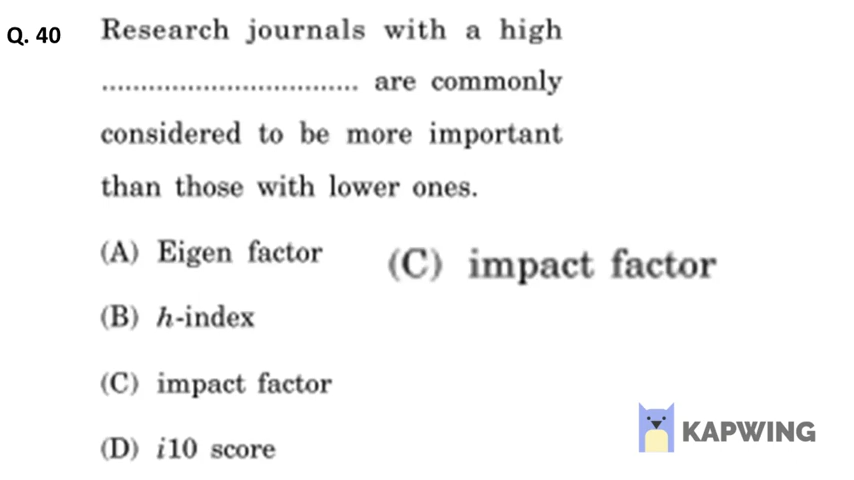 Q. 40
Research journals with a high
................................. are commonly
considered to be more important
than those with lower ones.
(A) Eigen factor
(B) h-index
(C) impact factor
(D) i10 score
(C) impact factor
KAPWING